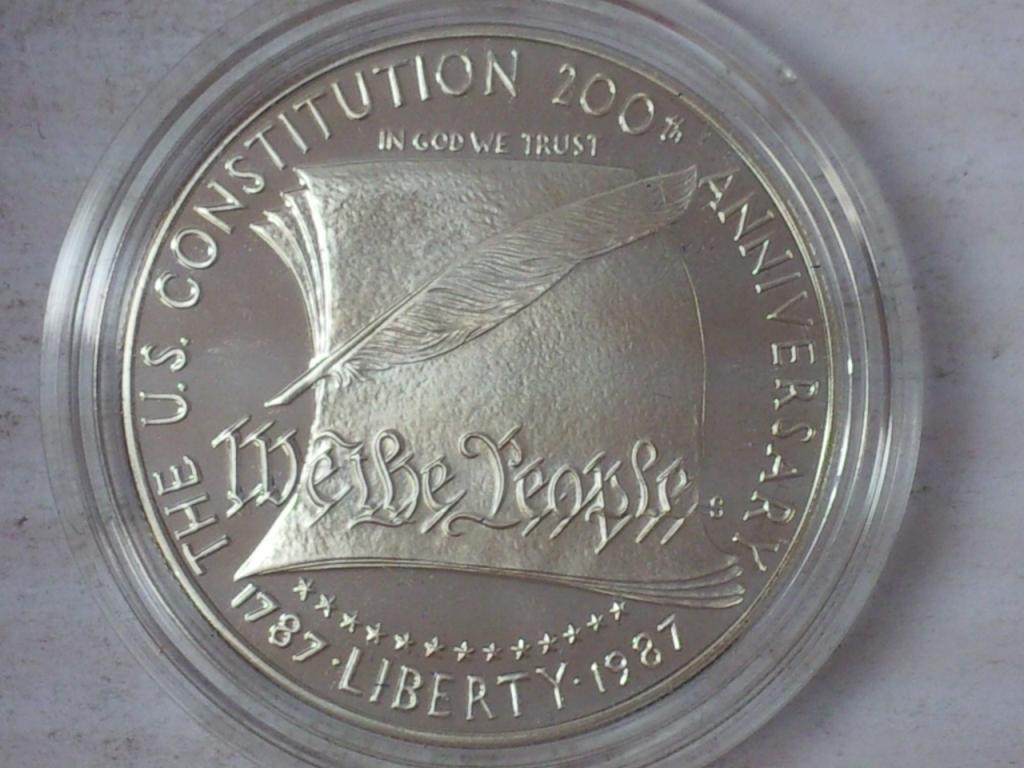 THE U.S. CONSTITUTION 200th ANNIVERSARY
IN GOD WE TRUST
We the People
S
1787 · LIBERTY · 1987